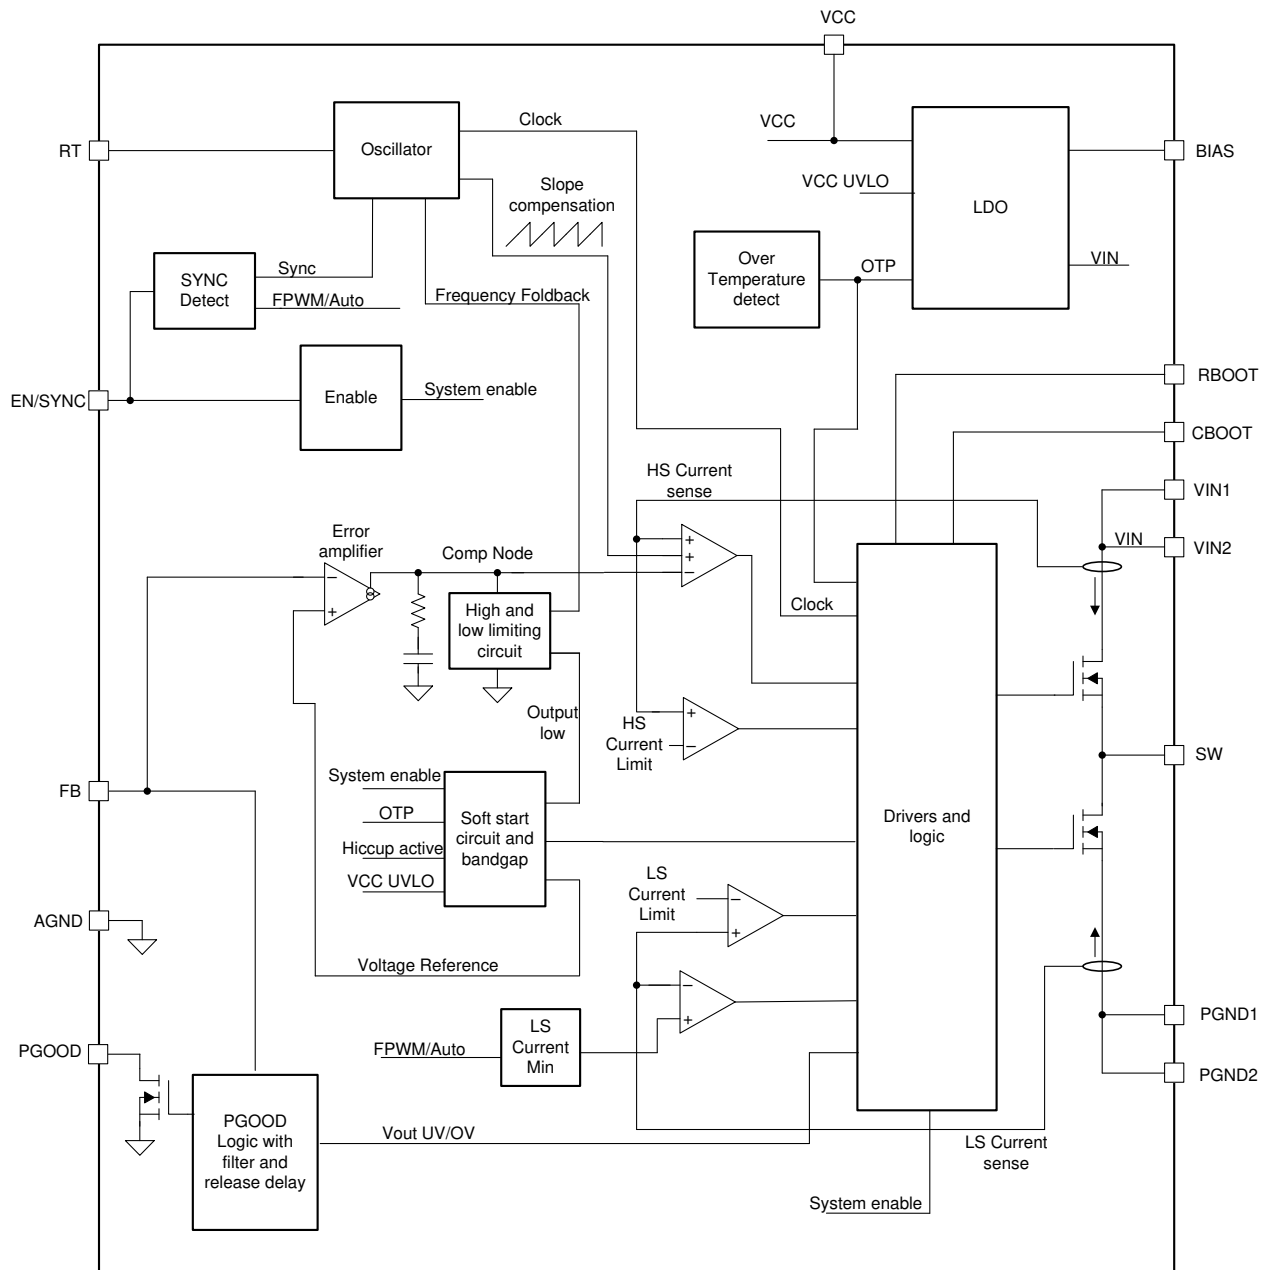 VCC
RT
Oscillator
Clock
VCC
BIAS
Slope
compensation
VCC UVLO
LDO
SYNC
Detect
Sync
FPWM/Auto
Frequency Foldback
Over
Temperature
detect
OTP
VIN
EN/SYNC
Enable
System enable
RBOOT
CBOOT
HS Current
sense
VIN1
VIN
VIN2
Error
amplifier
Comp Node
−
+
+
+
−
High and
low limiting
circuit
Clock
Output
low
HS
Current
Limit
+
−
SW
FB
System enable
OTP
Hiccup active
VCC UVLO
Soft start
circuit and
bandgap
Drivers and
logic
LS
Current
Limit
−
+
AGND
Voltage Reference
−
+
PGOOD
FPWM/Auto
LS
Current
Min
PGND1
PGND2
PGOOD
Logic with
filter and
release delay
Vout UV/OV
LS Current
sense
System enable